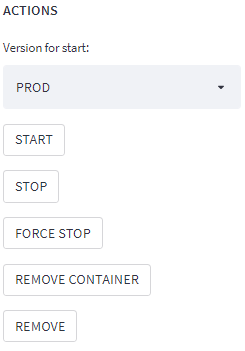 ACTIONS
Version for start:
PROD
START
STOP
FORCE STOP
REMOVE CONTAINER
REMOVE